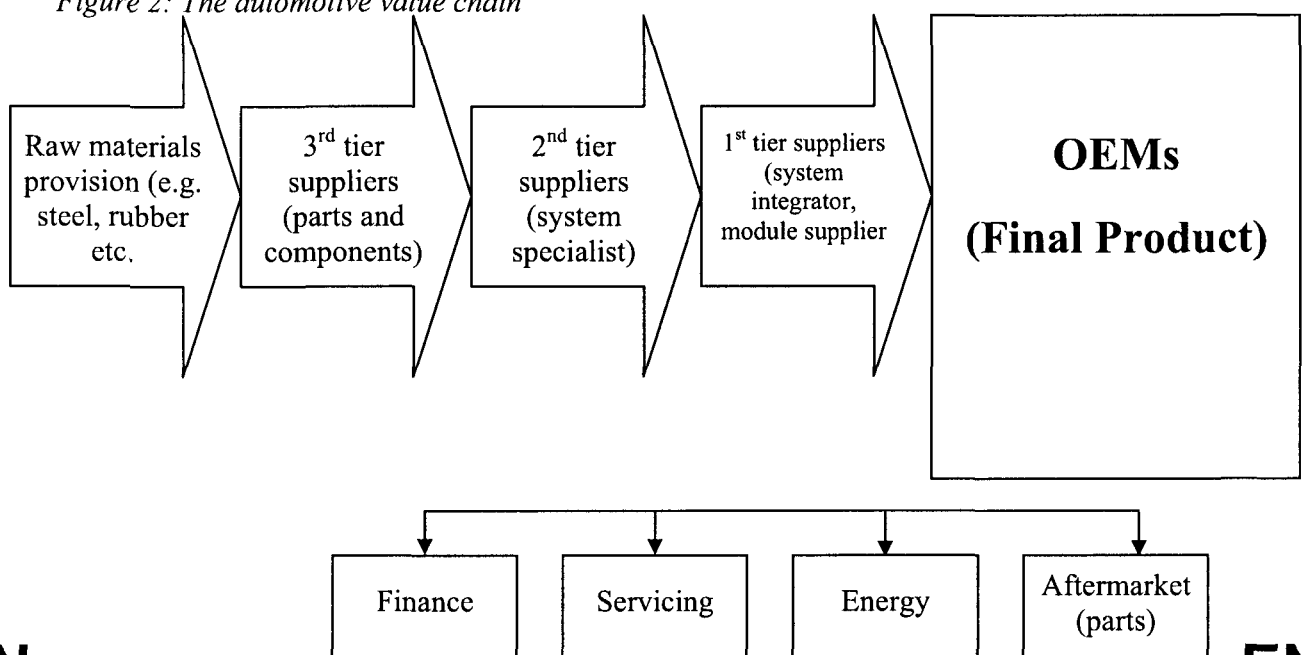 Figure 2: The automotive value chain
Raw materials
provision (e.g.
steel, rubber
etc.
3rd tier
suppliers
(parts and
components)
2nd tier
suppliers
(system
specialist)
1st tier suppliers
(system
integrator,
module supplier
OEMs
(Final Product)
Finance
Servicing
Energy
Aftermarket
(parts)